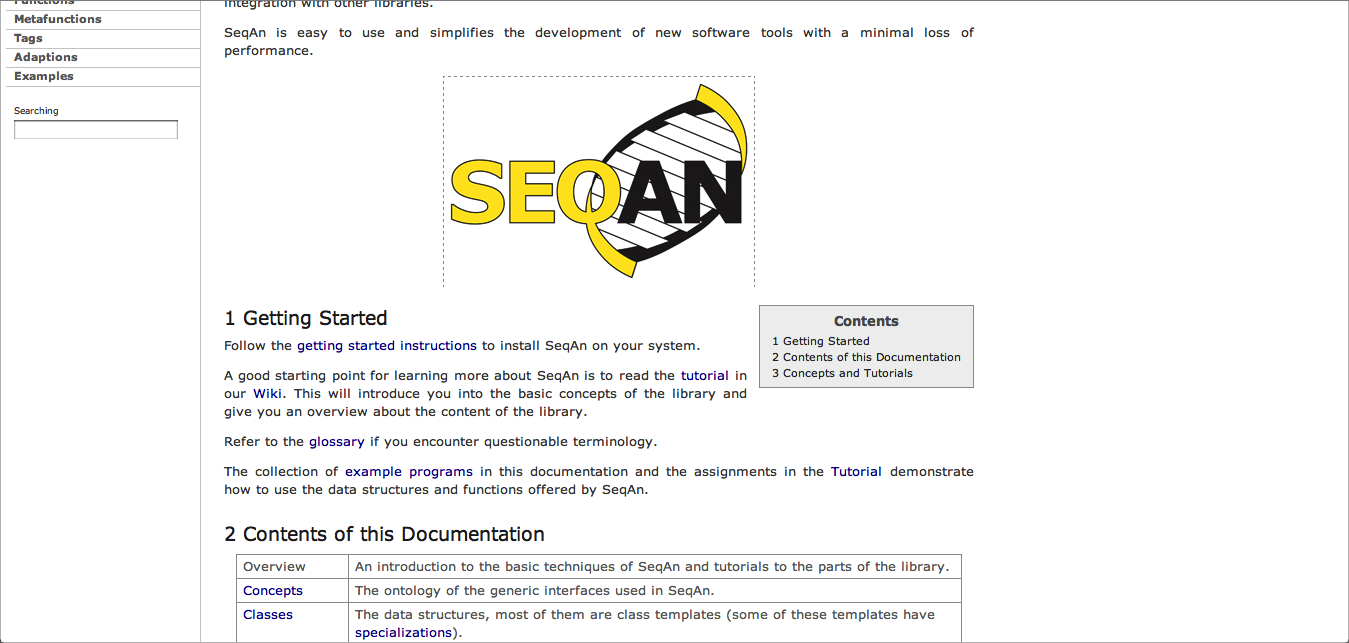 Functions
Metafunctions
Tags
Adaptions
Examples
Searching
integration with other libraries.
SeqAn is easy to use and simplifies the development of new software tools with a minimal loss of
performance.
SEQAN
1 Getting Started
Follow the getting started instructions to install SeqAn on your system.
A good starting point for learning more about SeqAn is to read the tutorial in
our Wiki. This will introduce you into the basic concepts of the library and
give you an overview about the content of the library.
Refer to the glossary if you encounter questionable terminology.
The collection of example programs in this documentation and the assignments in the Tutorial demonstrate
how to use the data structures and functions offered by SeqAn.
Contents
1 Getting Started
2 Contents of this Documentation
3 Concepts and Tutorials
2 Contents of this Documentation
Overview An introduction to the basic techniques of SeqAn and tutorials to the parts of the library.
Concepts The ontology of the generic interfaces used in SeqAn.
Classes The data structures, most of them are class templates (some of these templates have
specializations).